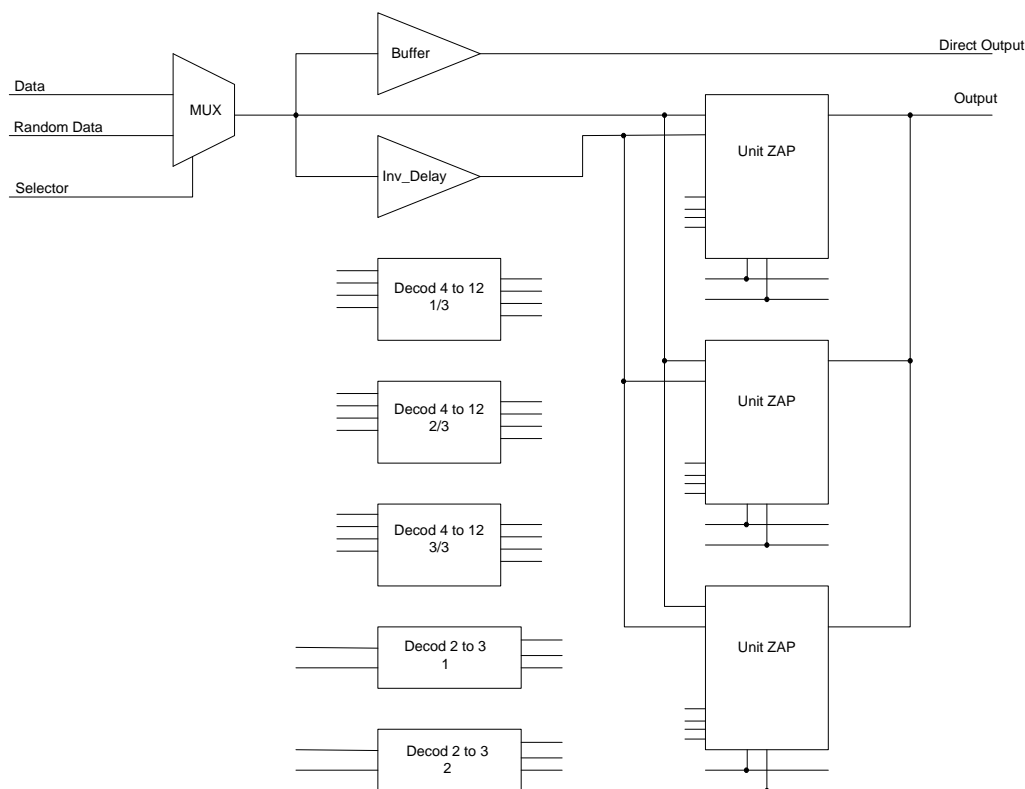 Buffer
Direct Output
Data
MUX
Output
Random Data
Unit ZAP
Inv_Delay
Selector
Decod 4 to 12
1/3
Unit ZAP
Decod 4 to 12
2/3
Decod 4 to 12
3/3
Decod 2 to 3
1
Unit ZAP
Decod 2 to 3
2